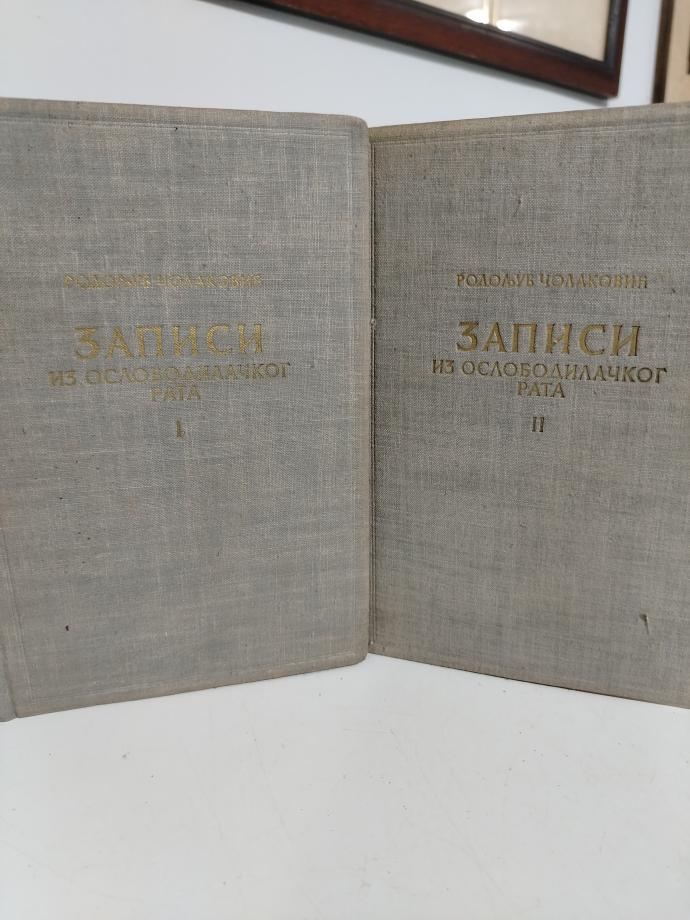 РОДОЉУБ ЧОЛАКОВИЋ
ЗАПИСИ
ИЗ ОСЛОБОДИЛАЧКОГ
РАТА
I
РОДОЉУБ ЧОЛАКОВИЋ
ЗАПИСИ
ИЗ ОСЛОБОДИЛАЧКОГ
РАТА
II